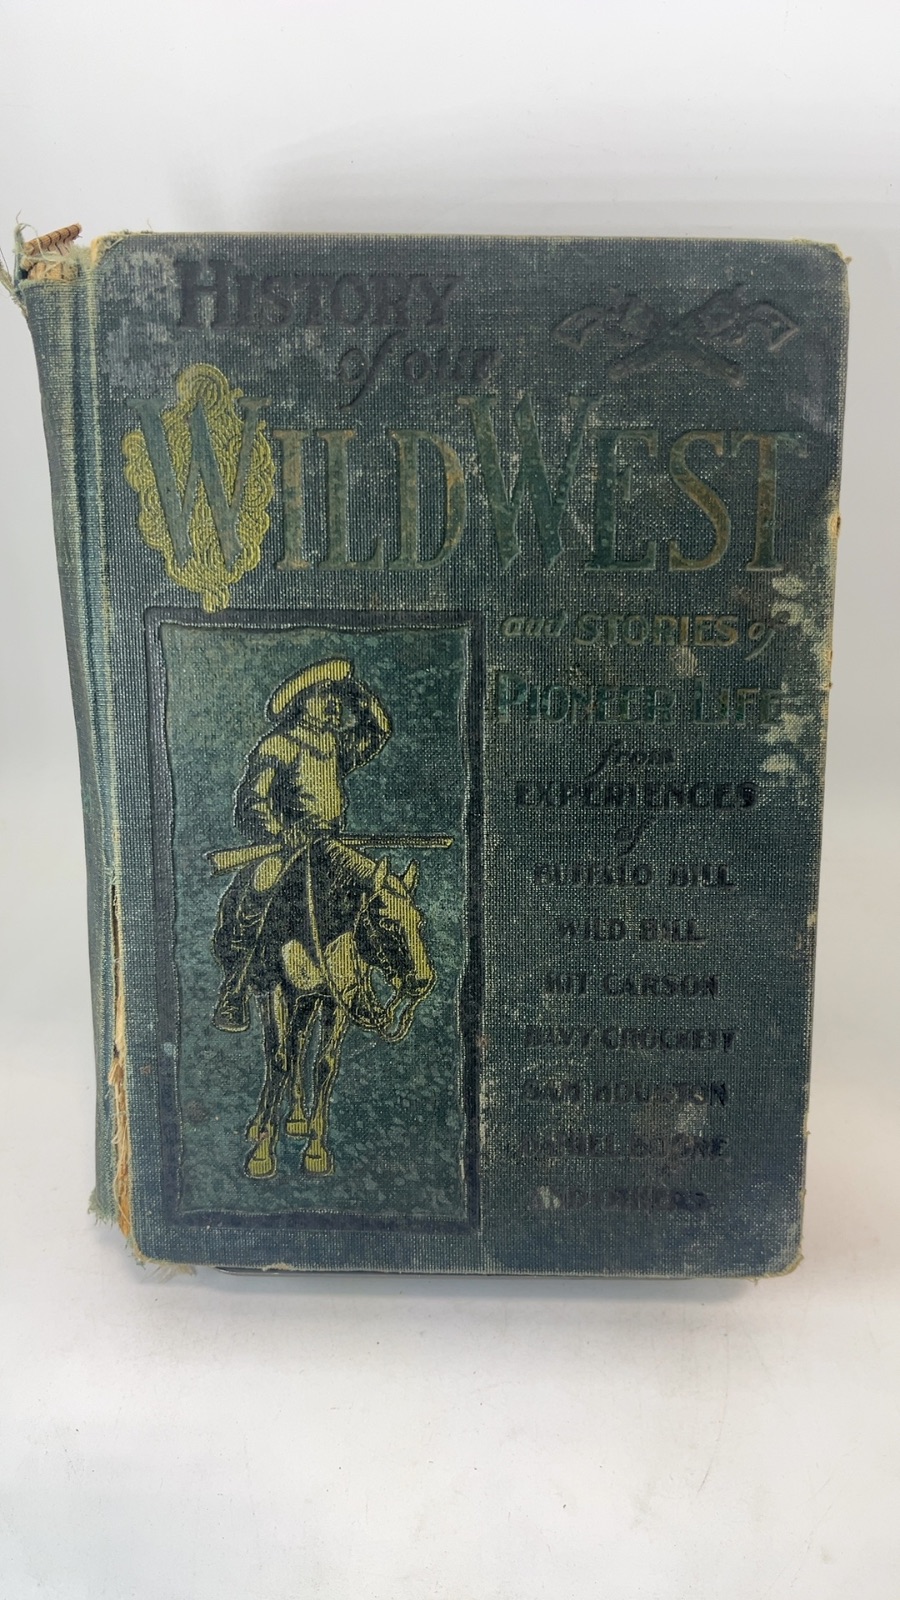 HISTORY
of our
WILD WEST
and STORIES of
PIONEER LIFE
from
EXPERIENCES
of
BUFFALO BILL
WILD BILL
KIT CARSON
DAVY CROCKETT
SAM HOUSTON
DANIEL BOONE
AND OTHERS